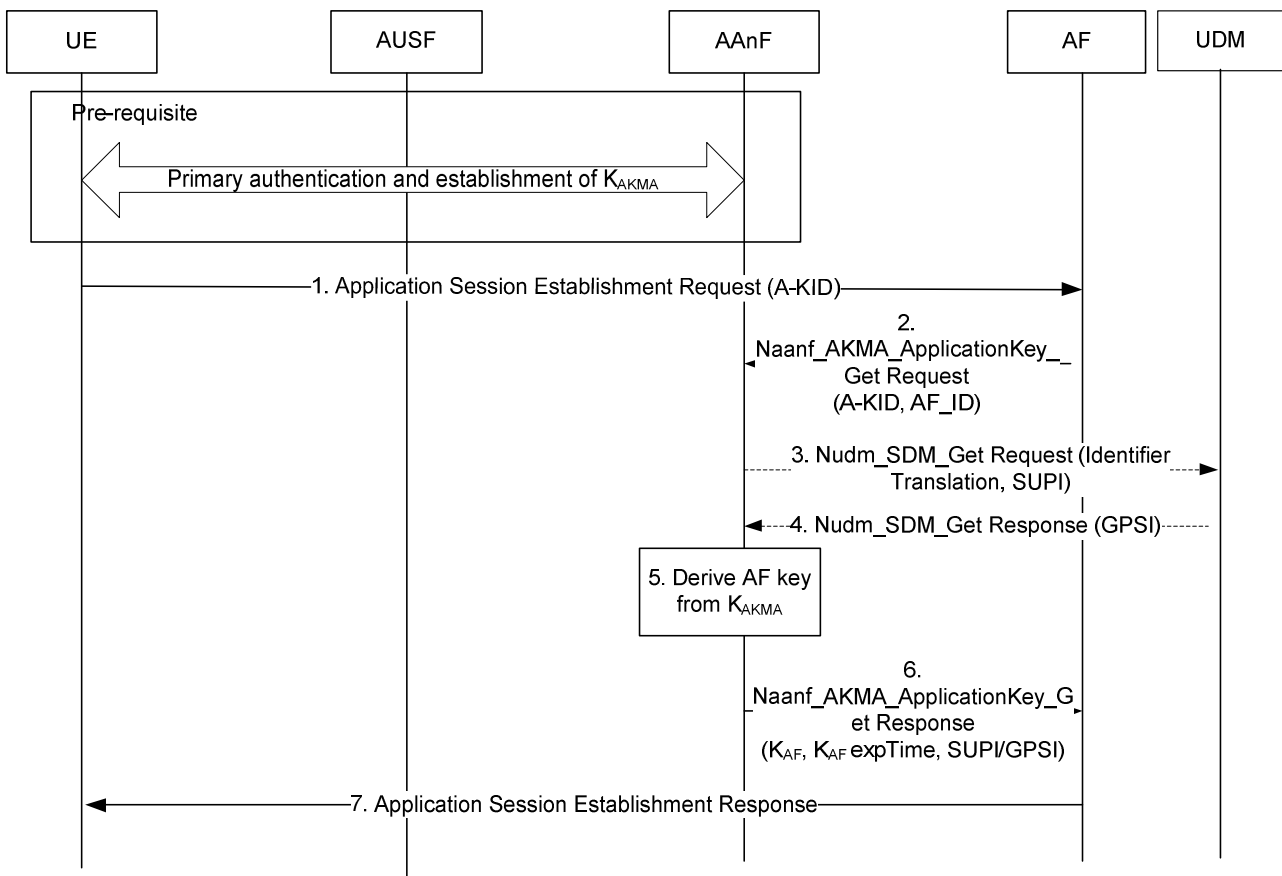 UE
AUSF
AAnF
AF
UDM
Pre-requisite
Primary authentication and establishment of KAKMA
1. Application Session Establishment Request (A-KID)
2.
Naanf_AKMA_ApplicationKey_
Get Request
(A-KID, AF_ID)
3. Nudm_SDM_Get Request (Identifier
Translation, SUPI)
4. Nudm_SDM_Get Response (GPSI)
5. Derive AF key
from KAKMA
6.
Naanf_AKMA_ApplicationKey_G
et Response
(KAF, KAF expTime, SUPI/GPSI)
7. Application Session Establishment Response